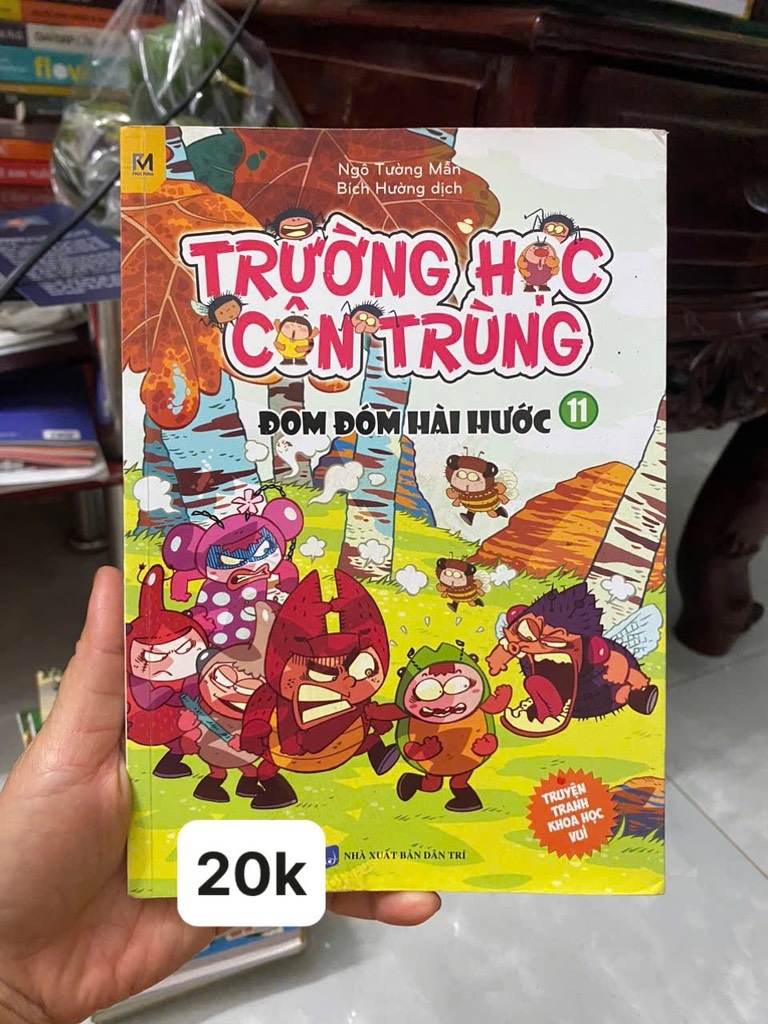 Ngô Tường Mẫn
Bích Hường dịch
TRƯỜNG HỌC
CÔN TRÙNG
ĐOM ĐÓM HÀI HƯỚC 11
TRUYỆN
TRANH
KHOA HỌC
VUI
NHÀ XUẤT BẢN DÂN TRÍ
20k